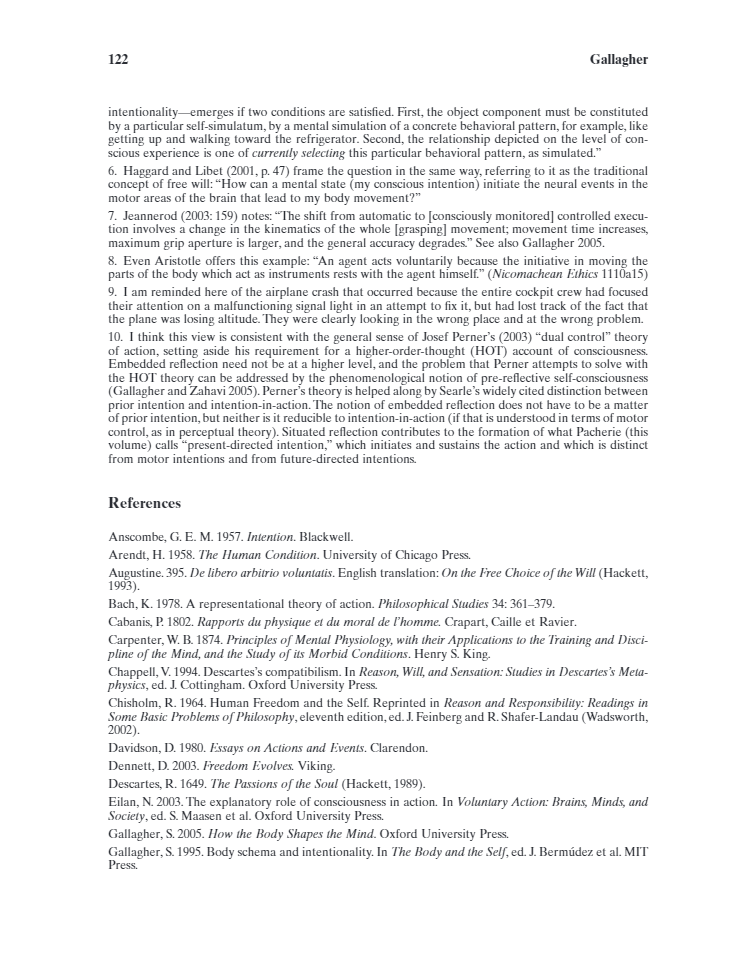 122 Gallagher
intentionality—emerges if two conditions are satisfied. First, the object component must be constituted
by a particular self-simulatum, by a mental simulation of a concrete behavioral pattern, for example, like
getting up and walking toward the refrigerator. Second, the relationship depicted on the level of con-
scious experience is one of currently selecting this particular behavioral pattern, as simulated.”
6. Haggard and Libet (2001, p. 47) frame the question in the same way, referring to it as the traditional
concept of free will: “How can a mental state (my conscious intention) initiate the neural events in the
motor areas of the brain that lead to my body movement?”
7. Jeannerod (2003: 159) notes: “The shift from automatic to [consciously monitored] controlled execu-
tion involves a change in the kinematics of the whole [grasping] movement; movement time increases,
maximum grip aperture is larger, and the general accuracy degrades.” See also Gallagher 2005.
8. Even Aristotle offers this example: “An agent acts voluntarily because the initiative in moving the
parts of the body which act as instruments rests with the agent himself.” (Nicomachean Ethics 1110a15)
9. I am reminded here of the airplane crash that occurred because the entire cockpit crew had focused
their attention on a malfunctioning signal light in an attempt to fix it, but had lost track of the fact that
the plane was losing altitude. They were clearly looking in the wrong place and at the wrong problem.
10. I think this view is consistent with the general sense of Josef Perner’s (2003) “dual control” theory
of action, setting aside his requirement for a higher-order-thought (HOT) account of consciousness.
Embedded reflection need not be at a higher level, and the problem that Perner attempts to solve with
the HOT theory can be addressed by the phenomenological notion of pre-reflective self-consciousness
(Gallagher and Zahavi 2005). Perner’s theory is helped along by Searle’s widely cited distinction between
prior intention and intention-in-action. The notion of embedded reflection does not have to be a matter
of prior intention, but neither is it reducible to intention-in-action (if that is understood in terms of motor
control, as in perceptual theory). Situated reflection contributes to the formation of what Pacherie (this
volume) calls “present-directed intention,” which initiates and sustains the action and which is distinct
from motor intentions and from future-directed intentions.
References
Anscombe, G. E. M. 1957. Intention. Blackwell.
Arendt, H. 1958. The Human Condition. University of Chicago Press.
Augustine. 395. De libero arbitrio voluntatis. English translation: On the Free Choice of the Will (Hackett,
1993).
Bach, K. 1978. A representational theory of action. Philosophical Studies 34: 361–379.
Cabanis, P. 1802. Rapports du physique et du moral de l’homme. Crapart, Caille et Ravier.
Carpenter, W. B. 1874. Principles of Mental Physiology, with their Applications to the Training and Disci-
pline of the Mind, and the Study of its Morbid Conditions. Henry S. King.
Chappell, V. 1994. Descartes’s compatibilism. In Reason, Will, and Sensation: Studies in Descartes’s Meta-
physics, ed. J. Cottingham. Oxford University Press.
Chisholm, R. 1964. Human Freedom and the Self. Reprinted in Reason and Responsibility: Readings in
Some Basic Problems of Philosophy, eleventh edition, ed. J. Feinberg and R. Shafer-Landau (Wadsworth,
2002).
Davidson, D. 1980. Essays on Actions and Events. Clarendon.
Dennett, D. 2003. Freedom Evolves. Viking.
Descartes, R. 1649. The Passions of the Soul (Hackett, 1989).
Eilan, N. 2003. The explanatory role of consciousness in action. In Voluntary Action: Brains, Minds, and
Society, ed. S. Maasen et al. Oxford University Press.
Gallagher, S. 2005. How the Body Shapes the Mind. Oxford University Press.
Gallagher, S. 1995. Body schema and intentionality. In The Body and the Self, ed. J. Bermúdez et al. MIT
Press.